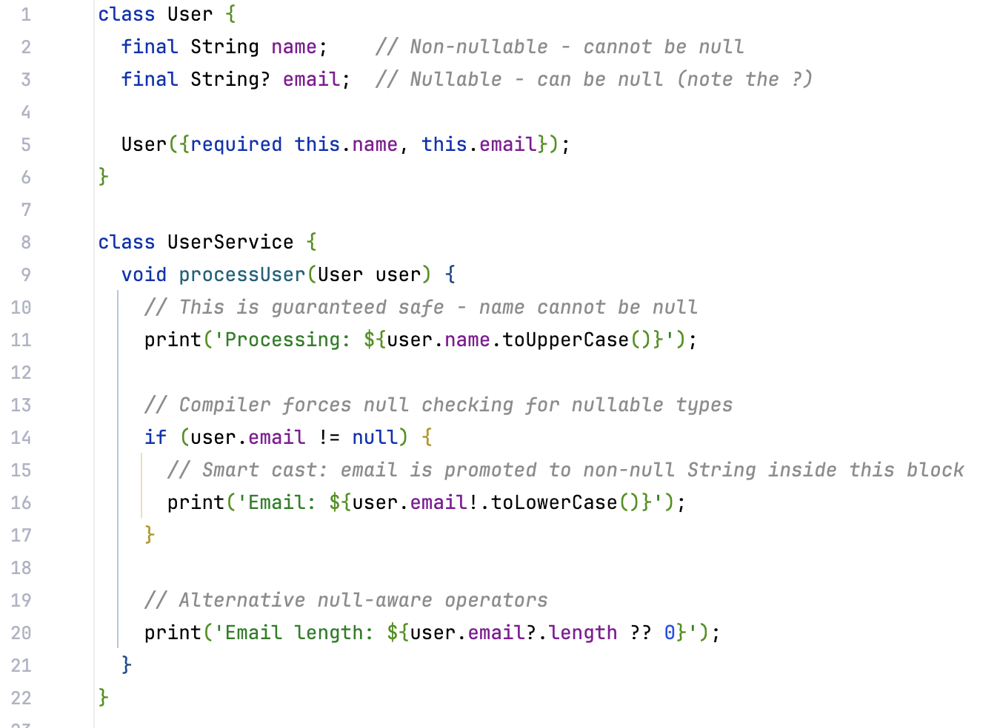 1 class User {
2   final String name;    // Non-nullable - cannot be null
3   final String? email;  // Nullable - can be null (note the ?)
4
5   User({required this.name, this.email});
6 }
7
8 class UserService {
9   void processUser(User user) {
10     // This is guaranteed safe - name cannot be null
11     print('Processing: ${user.name.toUpperCase()}');
12
13     // Compiler forces null checking for nullable types
14     if (user.email != null) {
15       // Smart cast: email is promoted to non-null String inside this block
16       print('Email: ${user.email!.toLowerCase()}');
17     }
18
19     // Alternative null-aware operators
20     print('Email length: ${user.email?.length ?? 0}');
21   }
22 }